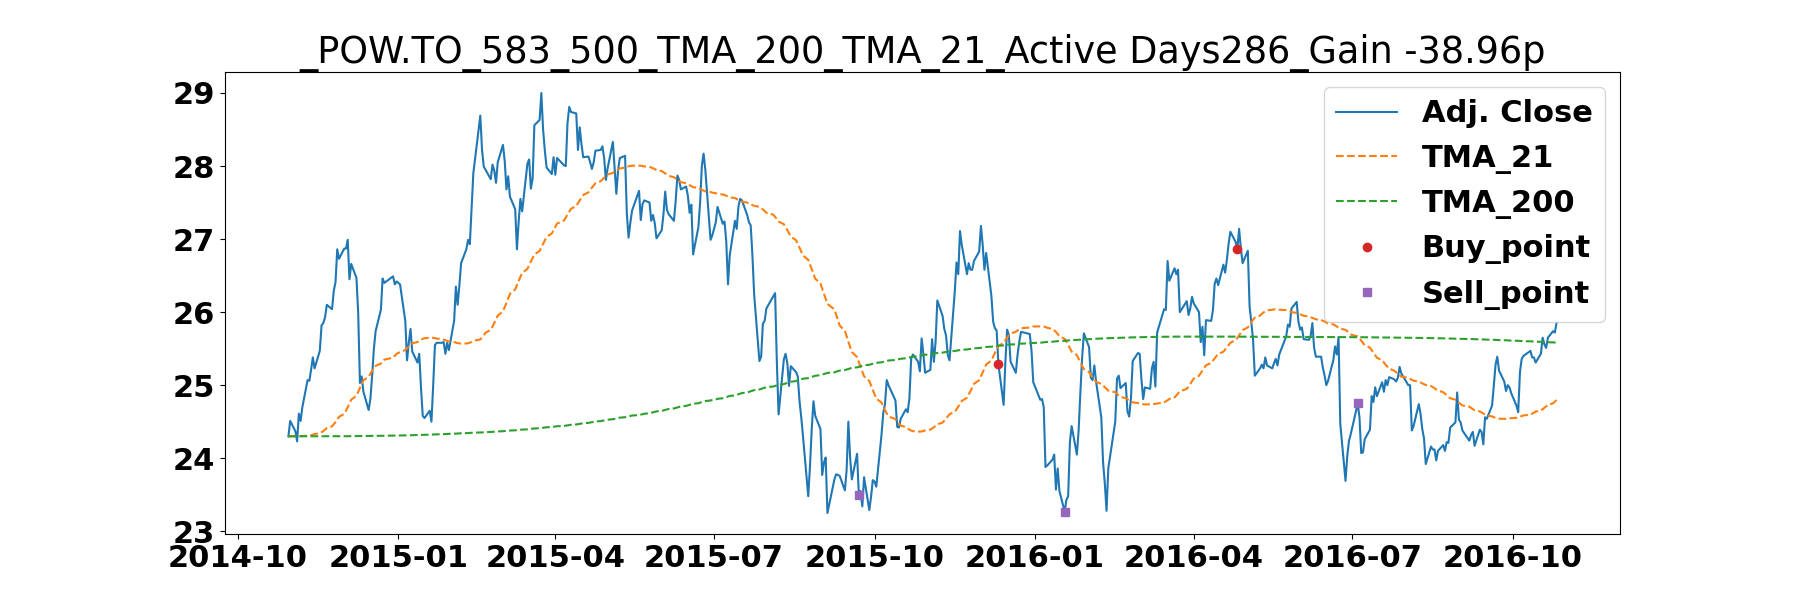 _POW.TO_583_500_TMA_200_TMA_21_Active Days286_Gain -38.96p
29
28
27
26
25
24
23
2014-10 2015-01 2015-04 2015-07 2015-10 2016-01 2016-04 2016-07 2016-10
Adj. Close
TMA_21
TMA_200
Buy_point
Sell_point